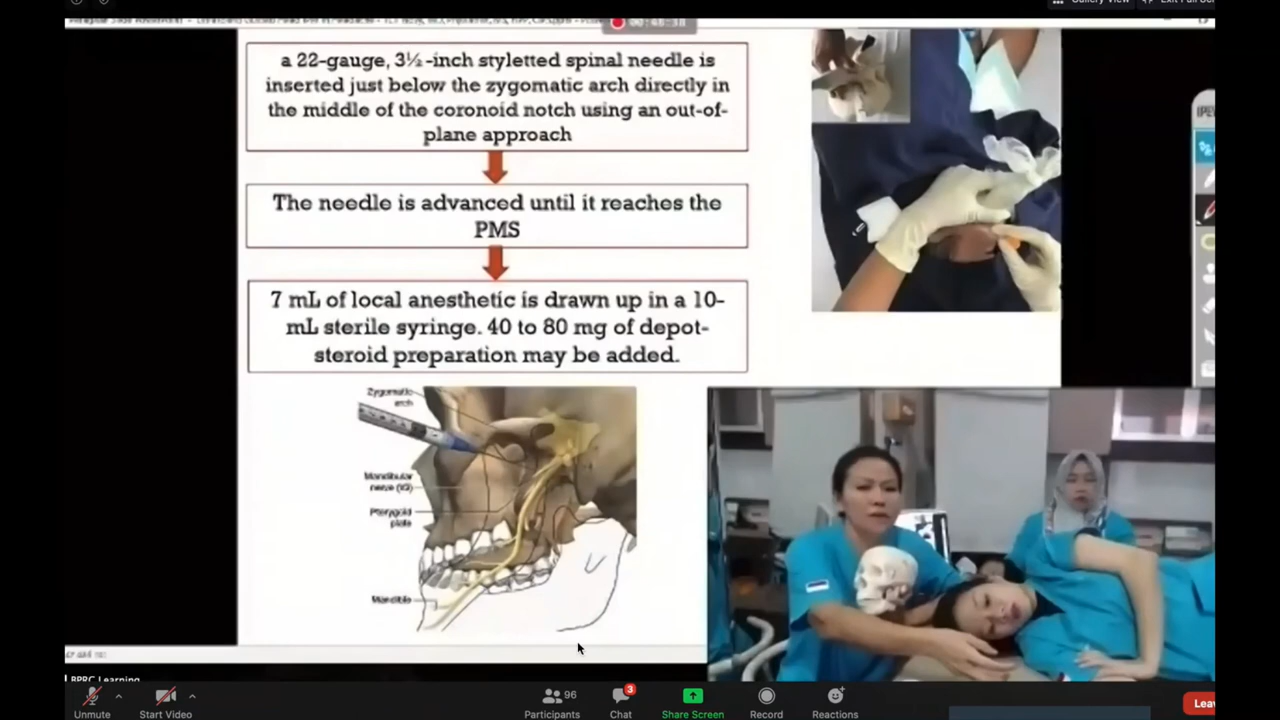 Gallery View
a 22-gauge, 3½-inch styletted spinal needle is
inserted just below the zygomatic arch directly in
the middle of the coronoid notch using an out-of-
plane approach
The needle is advanced until it reaches the
PMS
7 mL of local anesthetic is drawn up in a 10-
mL sterile syringe. 40 to 80 mg of depot-
steroid preparation may be added.
Zygomatic
arch
Mandibular
nerve (V3)
Pterygoid
plate
Mandible
BPRC Learning
Unmute
Start Video
96
Participants
3
Chat
Share Screen
Record
Reactions